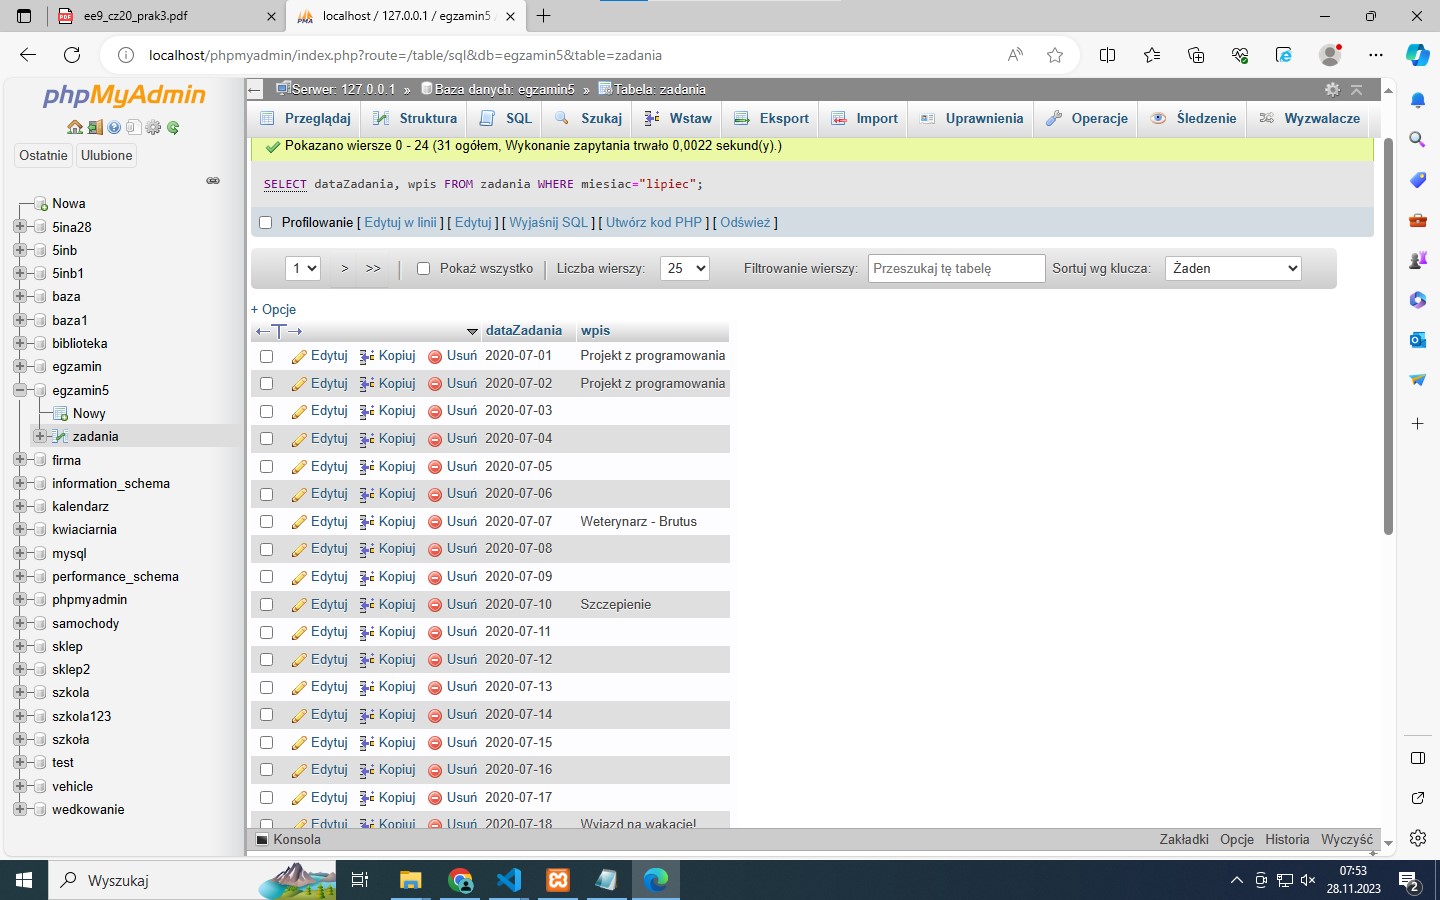 ee9_cz20_prak3.pdf
localhost / 127.0.0.1 / egzamin5
localhost/phpmyadmin/index.php?route=/table/sql&db=egzamin5&table=zadania
phpMyAdmin
Ostatnie Ulubione
Nowa
5ina28
5inb
5inb1
baza
baza1
biblioteka
egzamin
egzamin5
Nowy
zadania
firma
information_schema
kalendarz
kwiaciarnia
mysql
performance_schema
phpmyadmin
samochody
sklep
sklep2
szkola
szkola123
szkoła
test
vehicle
wedkowanie
Serwer: 127.0.0.1 » Baza danych: egzamin5 » Tabela: zadania
Przeglądaj Struktura SQL Szukaj Wstaw Eksport Import Uprawnienia Operacje Śledzenie Wyzwalacze
Pokazano wiersze 0 - 24 (31 ogółem, Wykonanie zapytania trwało 0,0022 sekund(y).)
SELECT dataZadania, wpis FROM zadania WHERE miesiac="lipiec";
Profilowanie [ Edytuj w linii ] [ Edytuj ] [ Wyjaśnij SQL ] [ Utwórz kod PHP ] [ Odśwież ]
1 > >> | Pokaż wszystko | Liczba wierszy: 25 Filtrowanie wierszy: Przeszukaj tę tabelę Sortuj wg klucza: Żaden
+ Opcje
←T→ dataZadania wpis
Edytuj Kopiuj Usuń 2020-07-01 Projekt z programowania
Edytuj Kopiuj Usuń 2020-07-02 Projekt z programowania
Edytuj Kopiuj Usuń 2020-07-03
Edytuj Kopiuj Usuń 2020-07-04
Edytuj Kopiuj Usuń 2020-07-05
Edytuj Kopiuj Usuń 2020-07-06
Edytuj Kopiuj Usuń 2020-07-07 Weterynarz - Brutus
Edytuj Kopiuj Usuń 2020-07-08
Edytuj Kopiuj Usuń 2020-07-09
Edytuj Kopiuj Usuń 2020-07-10 Szczepienie
Edytuj Kopiuj Usuń 2020-07-11
Edytuj Kopiuj Usuń 2020-07-12
Edytuj Kopiuj Usuń 2020-07-13
Edytuj Kopiuj Usuń 2020-07-14
Edytuj Kopiuj Usuń 2020-07-15
Edytuj Kopiuj Usuń 2020-07-16
Edytuj Kopiuj Usuń 2020-07-17
Edytuj Kopiuj Usuń 2020-07-18 Wyjazd na wakacje!
Konsola Zakładki Opcje Historia Wyczyść
Wyszukaj
07:53
28.11.2023
2